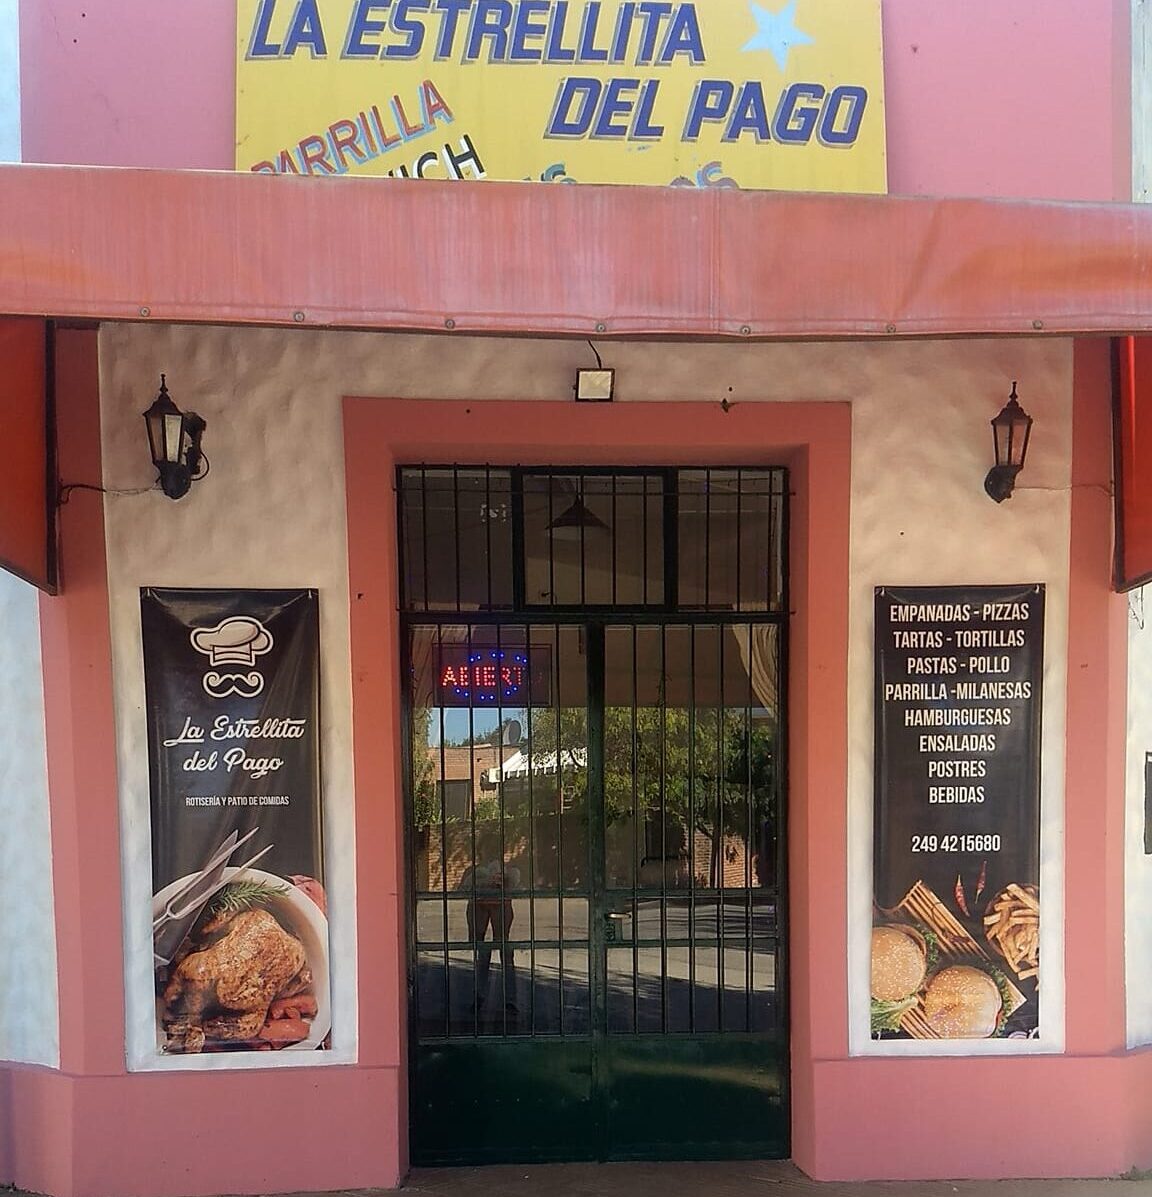 LA ESTRELLITA
DEL PAGO
PARRILLA
ABIERTO
La Estrellita
del Pago
ROTISERÍA Y PATIO DE COMIDAS
EMPANADAS - PIZZAS
TARTAS - TORTILLAS
PASTAS - POLLO
PARRILLA -MILANESAS
HAMBURGUESAS
ENSALADAS
POSTRES
BEBIDAS
249 4215680